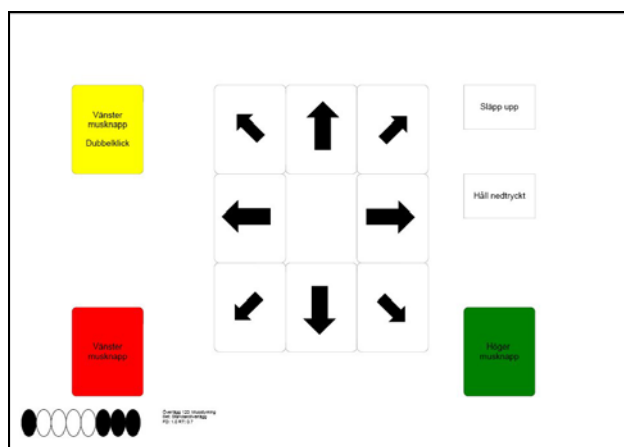 Vänster
musknapp
Dubbelklick
Släpp upp
Håll nedtryckt
Vänster
musknapp
Höger
musknapp